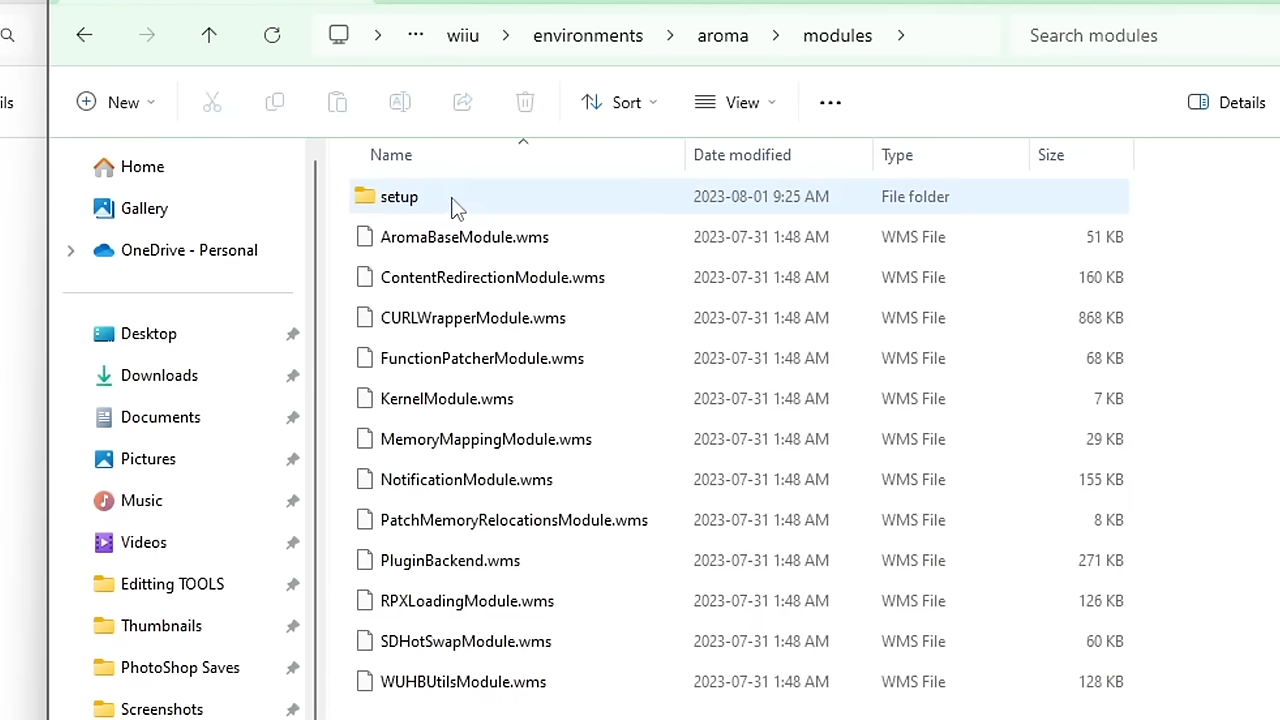 wiiu > environments > aroma > modules >
Search modules
ils
New
Sort
View
Details
Name
Date modified
Type
Size
Home
Gallery
OneDrive - Personal
Desktop
Downloads
Documents
Pictures
Music
Videos
Editting TOOLS
Thumbnails
PhotoShop Saves
Screenshots
setup 2023-08-01 9:25 AM File folder
AromaBaseModule.wms 2023-07-31 1:48 AM WMS File 51 KB
ContentRedirectionModule.wms 2023-07-31 1:48 AM WMS File 160 KB
CURLWrapperModule.wms 2023-07-31 1:48 AM WMS File 868 KB
FunctionPatcherModule.wms 2023-07-31 1:48 AM WMS File 68 KB
KernelModule.wms 2023-07-31 1:48 AM WMS File 7 KB
MemoryMappingModule.wms 2023-07-31 1:48 AM WMS File 29 KB
NotificationModule.wms 2023-07-31 1:48 AM WMS File 155 KB
PatchMemoryRelocationsModule.wms 2023-07-31 1:48 AM WMS File 8 KB
PluginBackend.wms 2023-07-31 1:48 AM WMS File 271 KB
RPXLoadingModule.wms 2023-07-31 1:48 AM WMS File 126 KB
SDHotSwapModule.wms 2023-07-31 1:48 AM WMS File 60 KB
WUHBUtilsModule.wms 2023-07-31 1:48 AM WMS File 128 KB